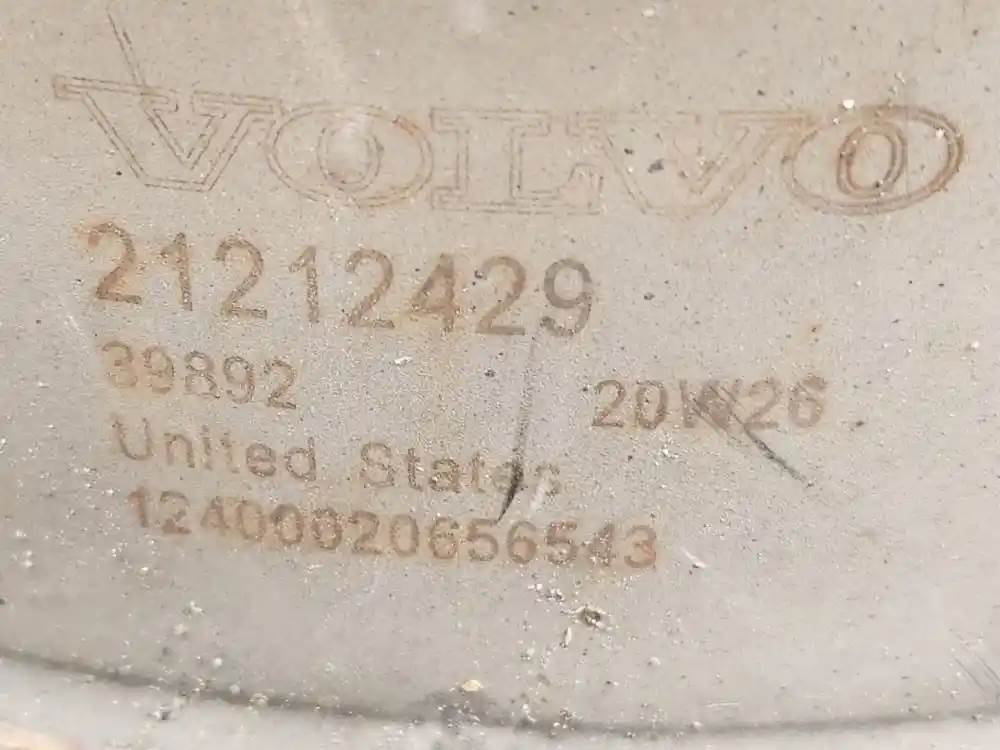 VOLVO
21212429
39892 20W26
United States
12400020656543